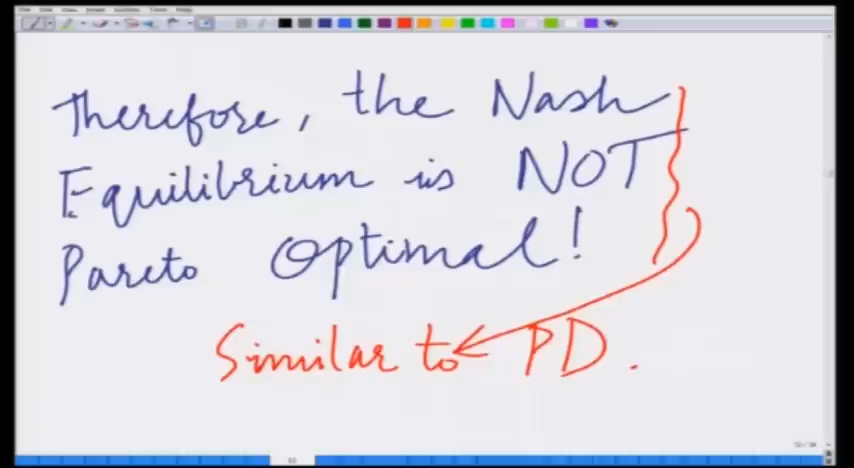 Therefore, the Nash
Equilibrium is NOT
Pareto Optimal!
Similar to PD.